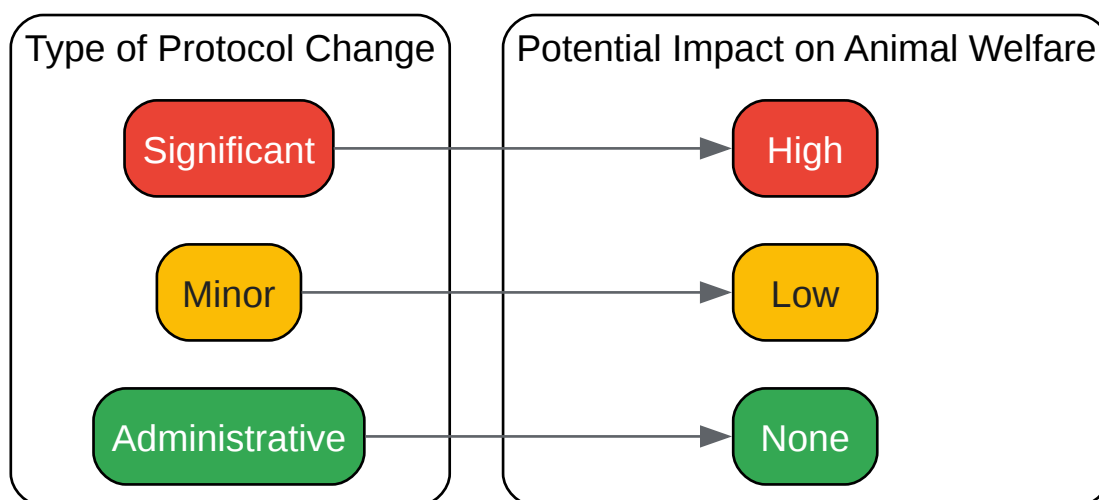 Type of Protocol Change
Potential Impact on Animal Welfare
Significant
High
Minor
Low
Administrative
None